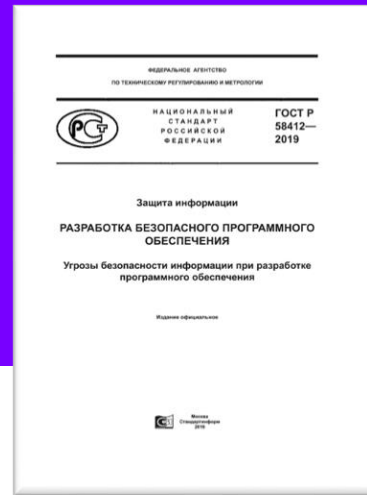 ФЕДЕРАЛЬНОЕ АГЕНТСТВО
ПО ТЕХНИЧЕСКОМУ РЕГУЛИРОВАНИЮ И МЕТРОЛОГИИ
НАЦИОНАЛЬНЫЙ
СТАНДАРТ
РОССИЙСКОЙ
ФЕДЕРАЦИИ
ГОСТ Р
58412—
2019
Защита информации
РАЗРАБОТКА БЕЗОПАСНОГО ПРОГРАММНОГО
ОБЕСПЕЧЕНИЯ
Угрозы безопасности информации при разработке
программного обеспечения
Издание официальное
Москва
Стандартинформ
2019